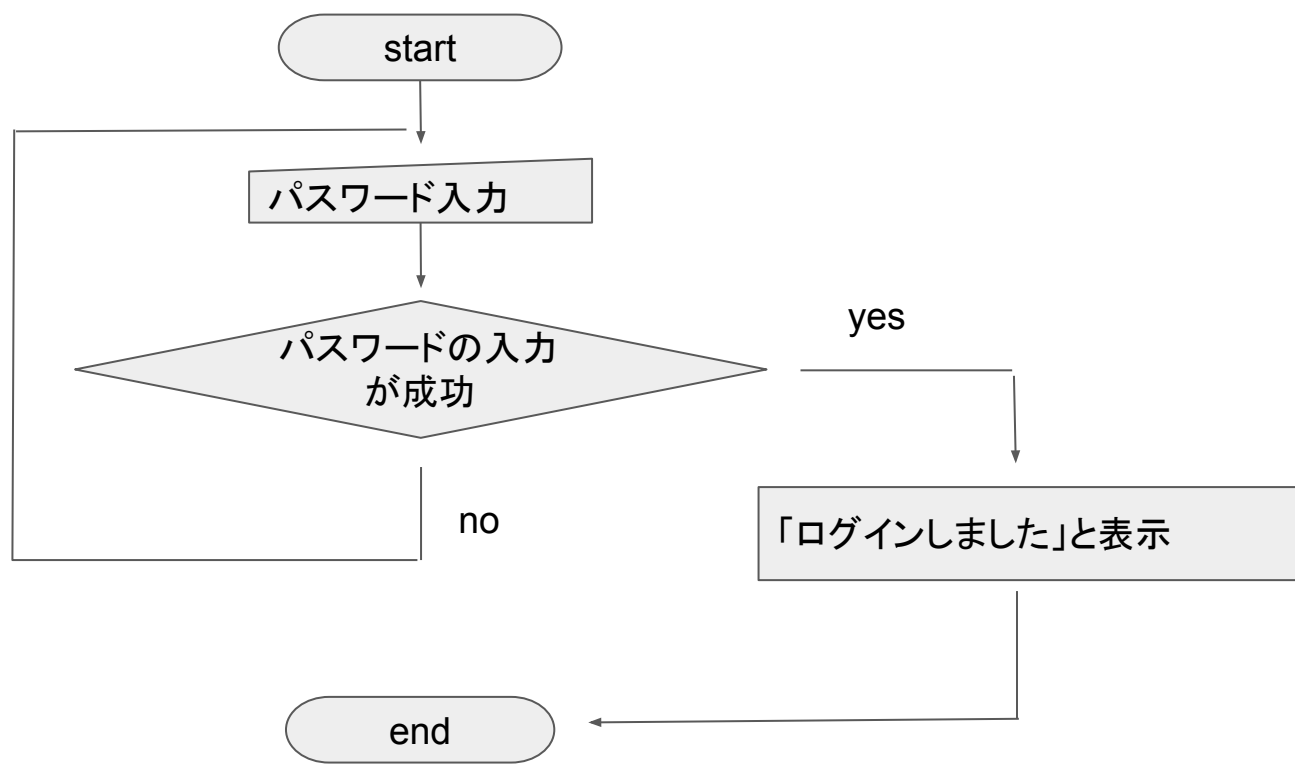 start
パスワード入力
パスワードの入力
が成功
yes
no
「ログインしました」と表示
end